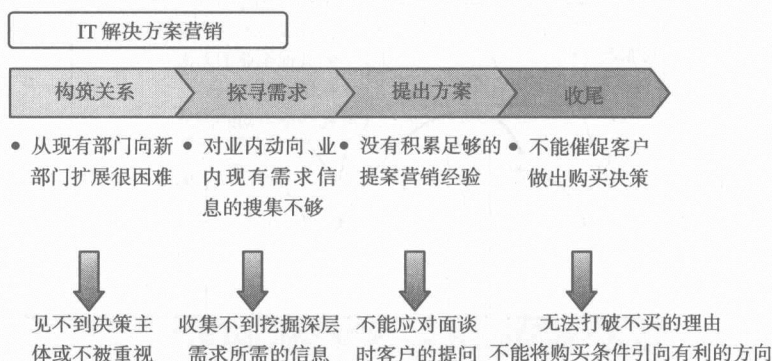 IT 解决方案营销
构筑关系
探寻需求
提出方案
收尾
• 从现有部门向新
部门扩展很困难
• 对业内动向、业
内现有需求信
息的搜集不够
• 没有积累足够的
提案营销经验
• 不能催促客户
做出购买决策
见不到决策主
体或不被重视
收集不到挖掘深层
需求所需的信息
不能应对面谈
时客户的提问
无法打破不买的理由
不能将购买条件引向有利的方向